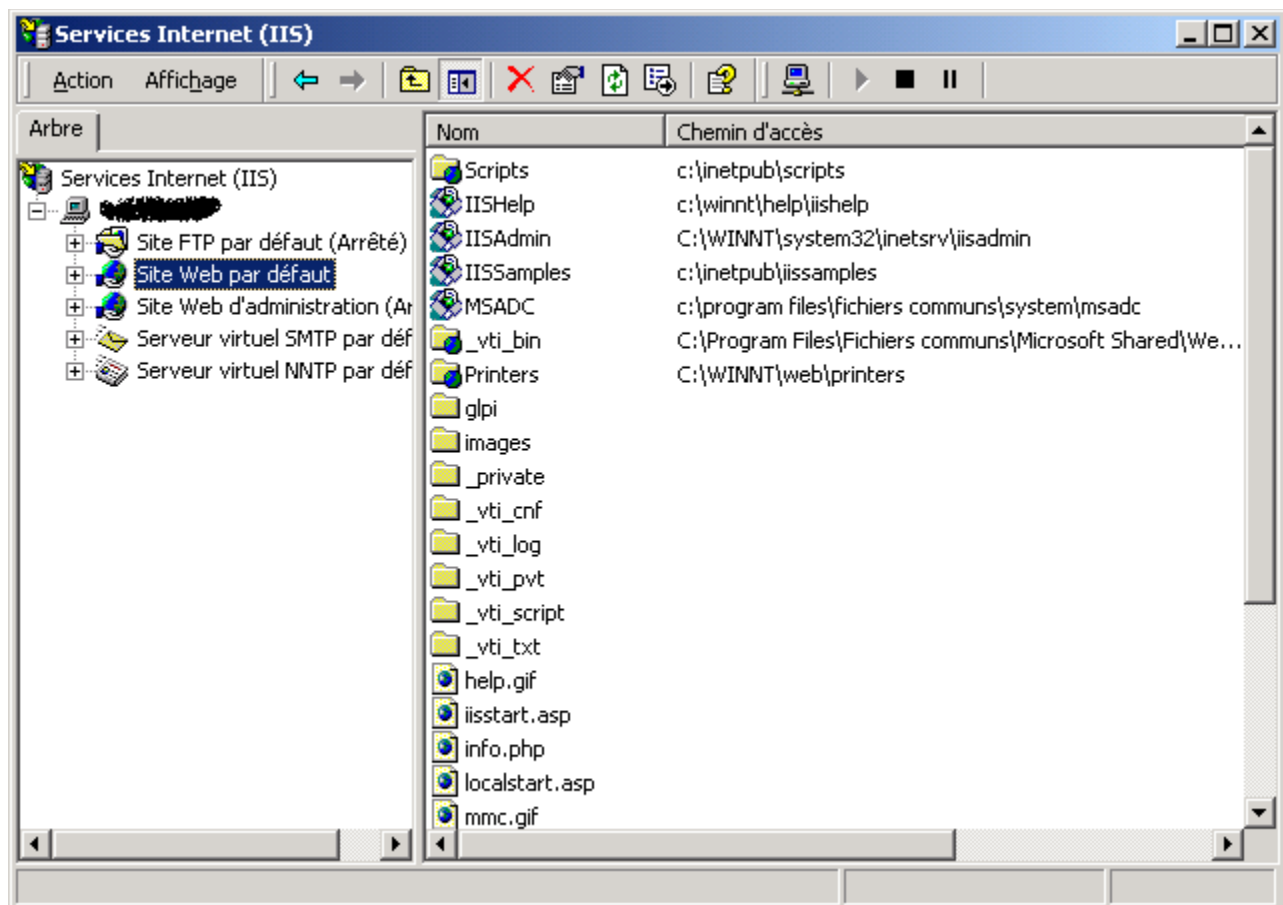 Services Internet (IIS)
Action Affichage
Arbre
Nom Chemin d'accès
Services Internet (IIS)
Site FTP par défaut (Arrêté)
Site Web par défaut
Site Web d'administration (Ar
Serveur virtuel SMTP par déf
Serveur virtuel NNTP par déf
Scripts c:\inetpub\scripts
IISHelp c:\winnt\help\iishelp
IISAdmin C:\WINNT\system32\inetsrv\iisadmin
IISSamples c:\inetpub\iissamples
MSADC c:\program files\fichiers communs\system\msadc
_vti_bin C:\Program Files\Fichiers communs\Microsoft Shared\We...
Printers C:\WINNT\web\printers
glpi
images
_private
_vti_cnf
_vti_log
_vti_pvt
_vti_script
_vti_txt
help.gif
iisstart.asp
info.php
localstart.asp
mmc.gif